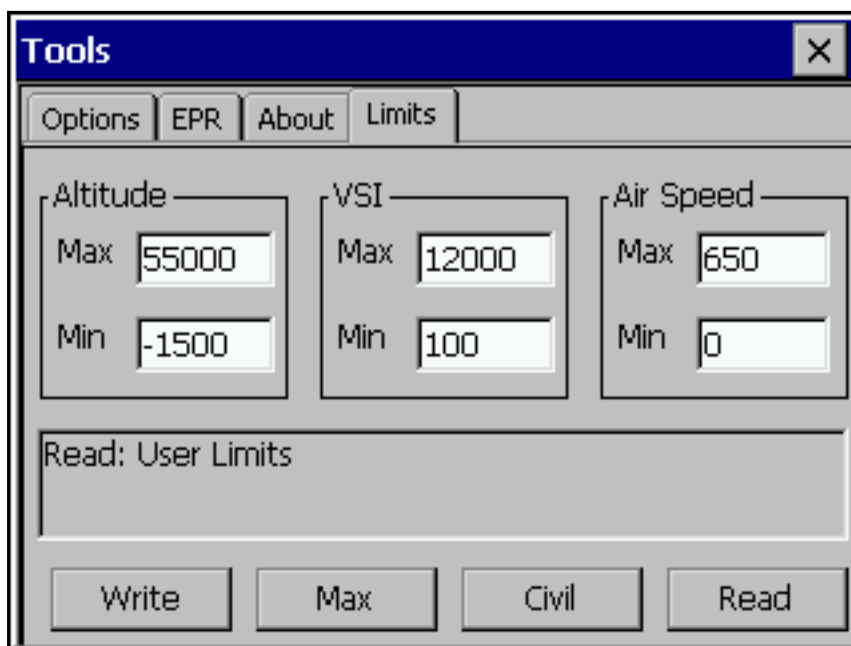 Tools
Options EPR About Limits
Altitude VSI Air Speed
Max 55000 Max 12000 Max 650
Min -1500 Min 100 Min 0
Read: User Limits
Write Max Civil Read